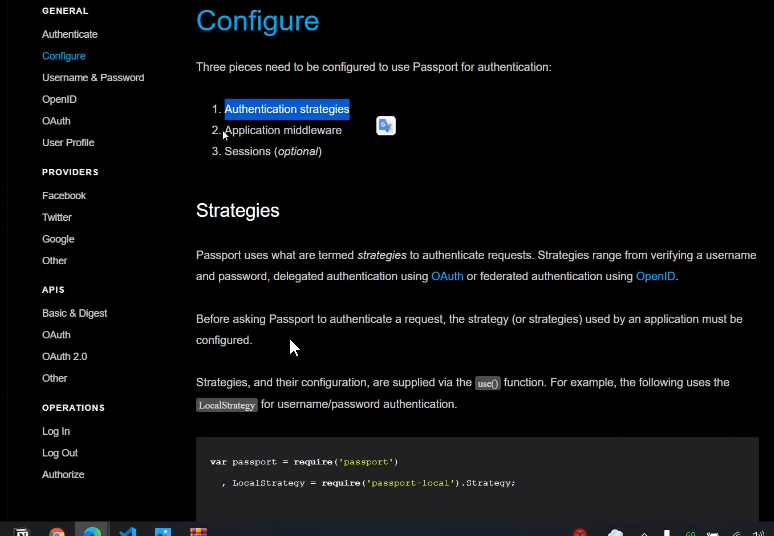 GENERAL
Authenticate
Configure
Username & Password
OpenID
OAuth
User Profile
PROVIDERS
Facebook
Twitter
Google
Other
APIS
Basic & Digest
OAuth
OAuth 2.0
Other
OPERATIONS
Log In
Log Out
Authorize
Configure
Three pieces need to be configured to use Passport for authentication:
1. Authentication strategies
2. Application middleware
3. Sessions (optional)
Strategies
Passport uses what are termed strategies to authenticate requests. Strategies range from verifying a username
and password, delegated authentication using OAuth or federated authentication using OpenID.
Before asking Passport to authenticate a request, the strategy (or strategies) used by an application must be
configured.
Strategies, and their configuration, are supplied via the use() function. For example, the following uses the
LocalStrategy for username/password authentication.
var passport = require('passport')
, LocalStrategy = require('passport-local').Strategy;